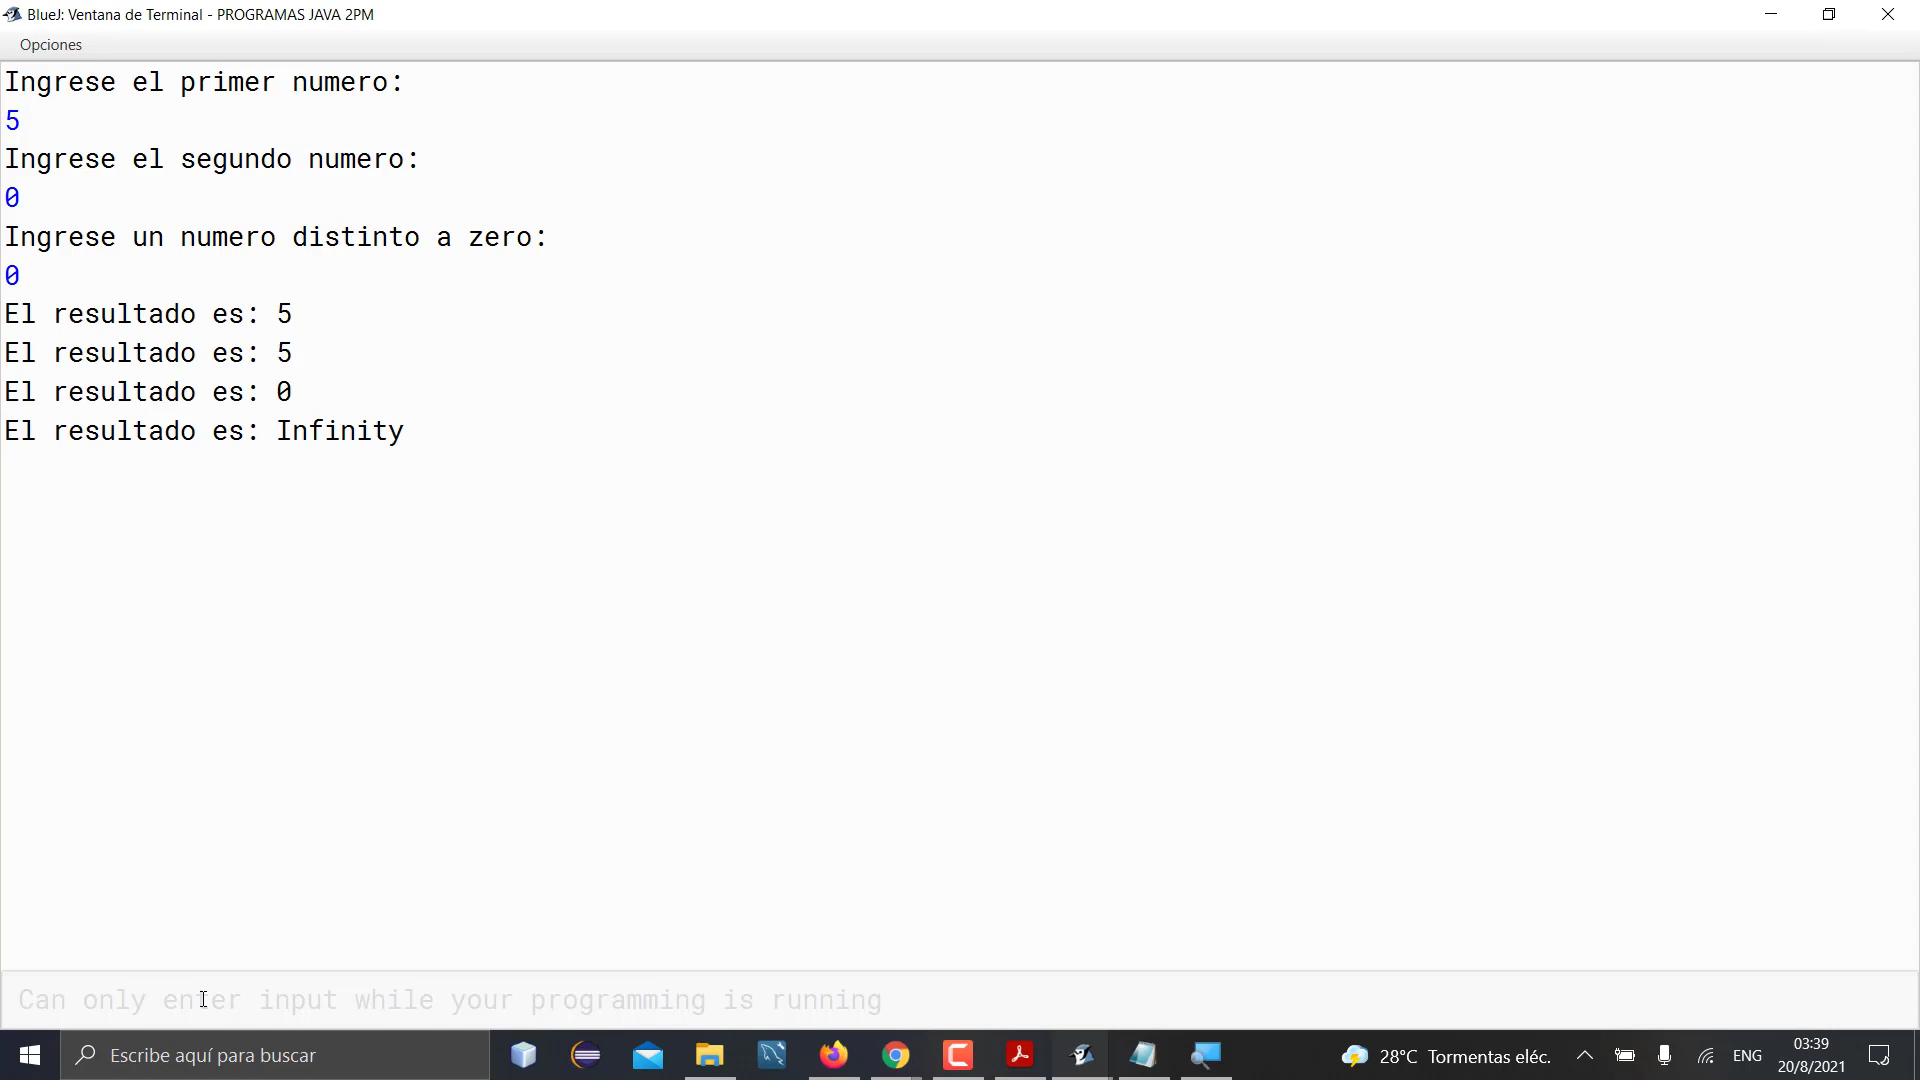 BlueJ: Ventana de Terminal - PROGRAMAS JAVA 2PM
Opciones
Ingrese el primer numero:
5
Ingrese el segundo numero:
0
Ingrese un numero distinto a zero:
0
El resultado es: 5
El resultado es: 5
El resultado es: 0
El resultado es: Infinity
Can only enter input while your programming is running
Escribe aquí para buscar
28°C Tormentas eléc.
ENG
03:39
20/8/2021